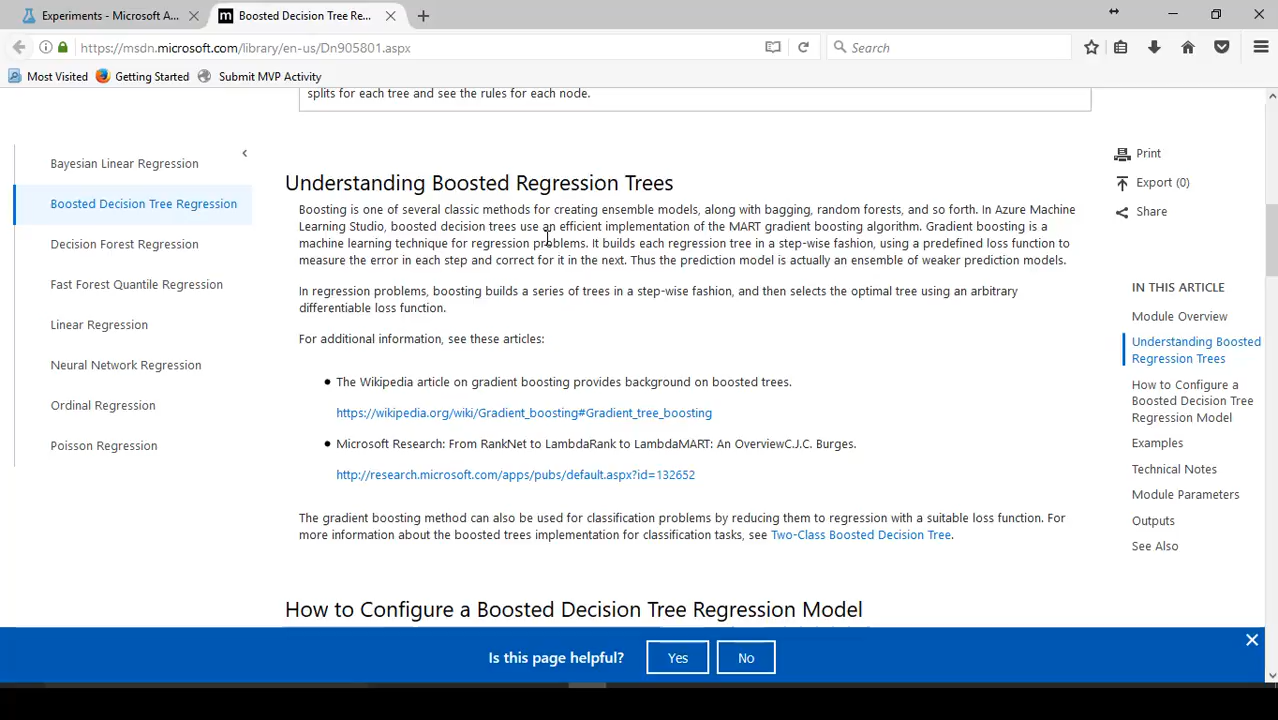 Experiments - Microsoft A...
Boosted Decision Tree Re...
https://msdn.microsoft.com/library/en-us/Dn905801.aspx
Search
Most Visited
Getting Started
Submit MVP Activity
splits for each tree and see the rules for each node.
Bayesian Linear Regression
Boosted Decision Tree Regression
Decision Forest Regression
Fast Forest Quantile Regression
Linear Regression
Neural Network Regression
Ordinal Regression
Poisson Regression
Understanding Boosted Regression Trees
Boosting is one of several classic methods for creating ensemble models, along with bagging, random forests, and so forth. In Azure Machine
Learning Studio, boosted decision trees use an efficient implementation of the MART gradient boosting algorithm. Gradient boosting is a
machine learning technique for regression problems. It builds each regression tree in a step-wise fashion, using a predefined loss function to
measure the error in each step and correct for it in the next. Thus the prediction model is actually an ensemble of weaker prediction models.
In regression problems, boosting builds a series of trees in a step-wise fashion, and then selects the optimal tree using an arbitrary
differentiable loss function.
For additional information, see these articles:
The Wikipedia article on gradient boosting provides background on boosted trees.
https://wikipedia.org/wiki/Gradient_boosting#Gradient_tree_boosting
Microsoft Research: From RankNet to LambdaRank to LambdaMART: An OverviewC.J.C. Burges.
http://research.microsoft.com/apps/pubs/default.aspx?id=132652
The gradient boosting method can also be used for classification problems by reducing them to regression with a suitable loss function. For
more information about the boosted trees implementation for classification tasks, see Two-Class Boosted Decision Tree.
How to Configure a Boosted Decision Tree Regression Model
Print
Export (0)
Share
IN THIS ARTICLE
Module Overview
Understanding Boosted
Regression Trees
How to Configure a
Boosted Decision Tree
Regression Model
Examples
Technical Notes
Module Parameters
Outputs
See Also
Is this page helpful?
Yes
No